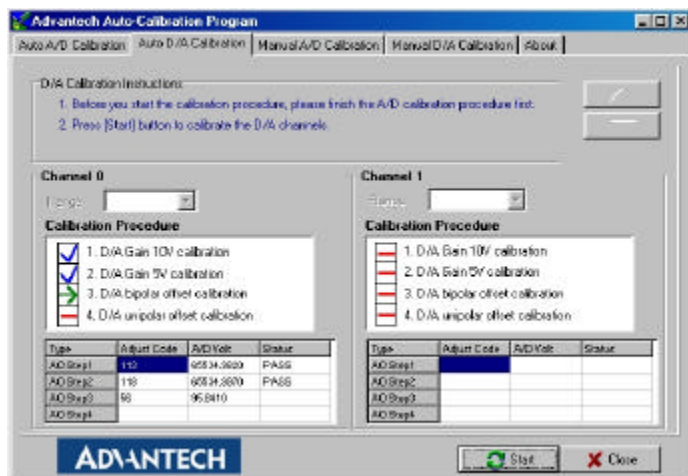 Advantech Auto-Calibration Program
Auto A/D Calibration Auto D/A Calibration Manual A/D Calibration Manual D/A Calibration About
D/A Calibration Instructions
1. Before you start the calibration procedure, please finish the A/D calibration procedure first.
2. Press [Start] button to calibrate the D/A channels.
Channel 0
Range
Calibration Procedure
1. D/A Gain 10V calibration
2. D/A Gain 5V calibration
3. D/A bipolar offset calibration
4. D/A unipolar offset calibration
Type Adjust Code A/D Volt Status
AO Step1 PASS
AO Step2 118 PASS
AO Step3
AO Step4
Channel 1
Range
Calibration Procedure
1. D/A Gain 10V calibration
2. D/A Gain 5V calibration
3. D/A bipolar offset calibration
4. D/A unipolar offset calibration
Type Adjust Code A/D Volt Status
AO Step1
AO Step2
AO Step3
AO Step4
ADVANTECH
Start
Close